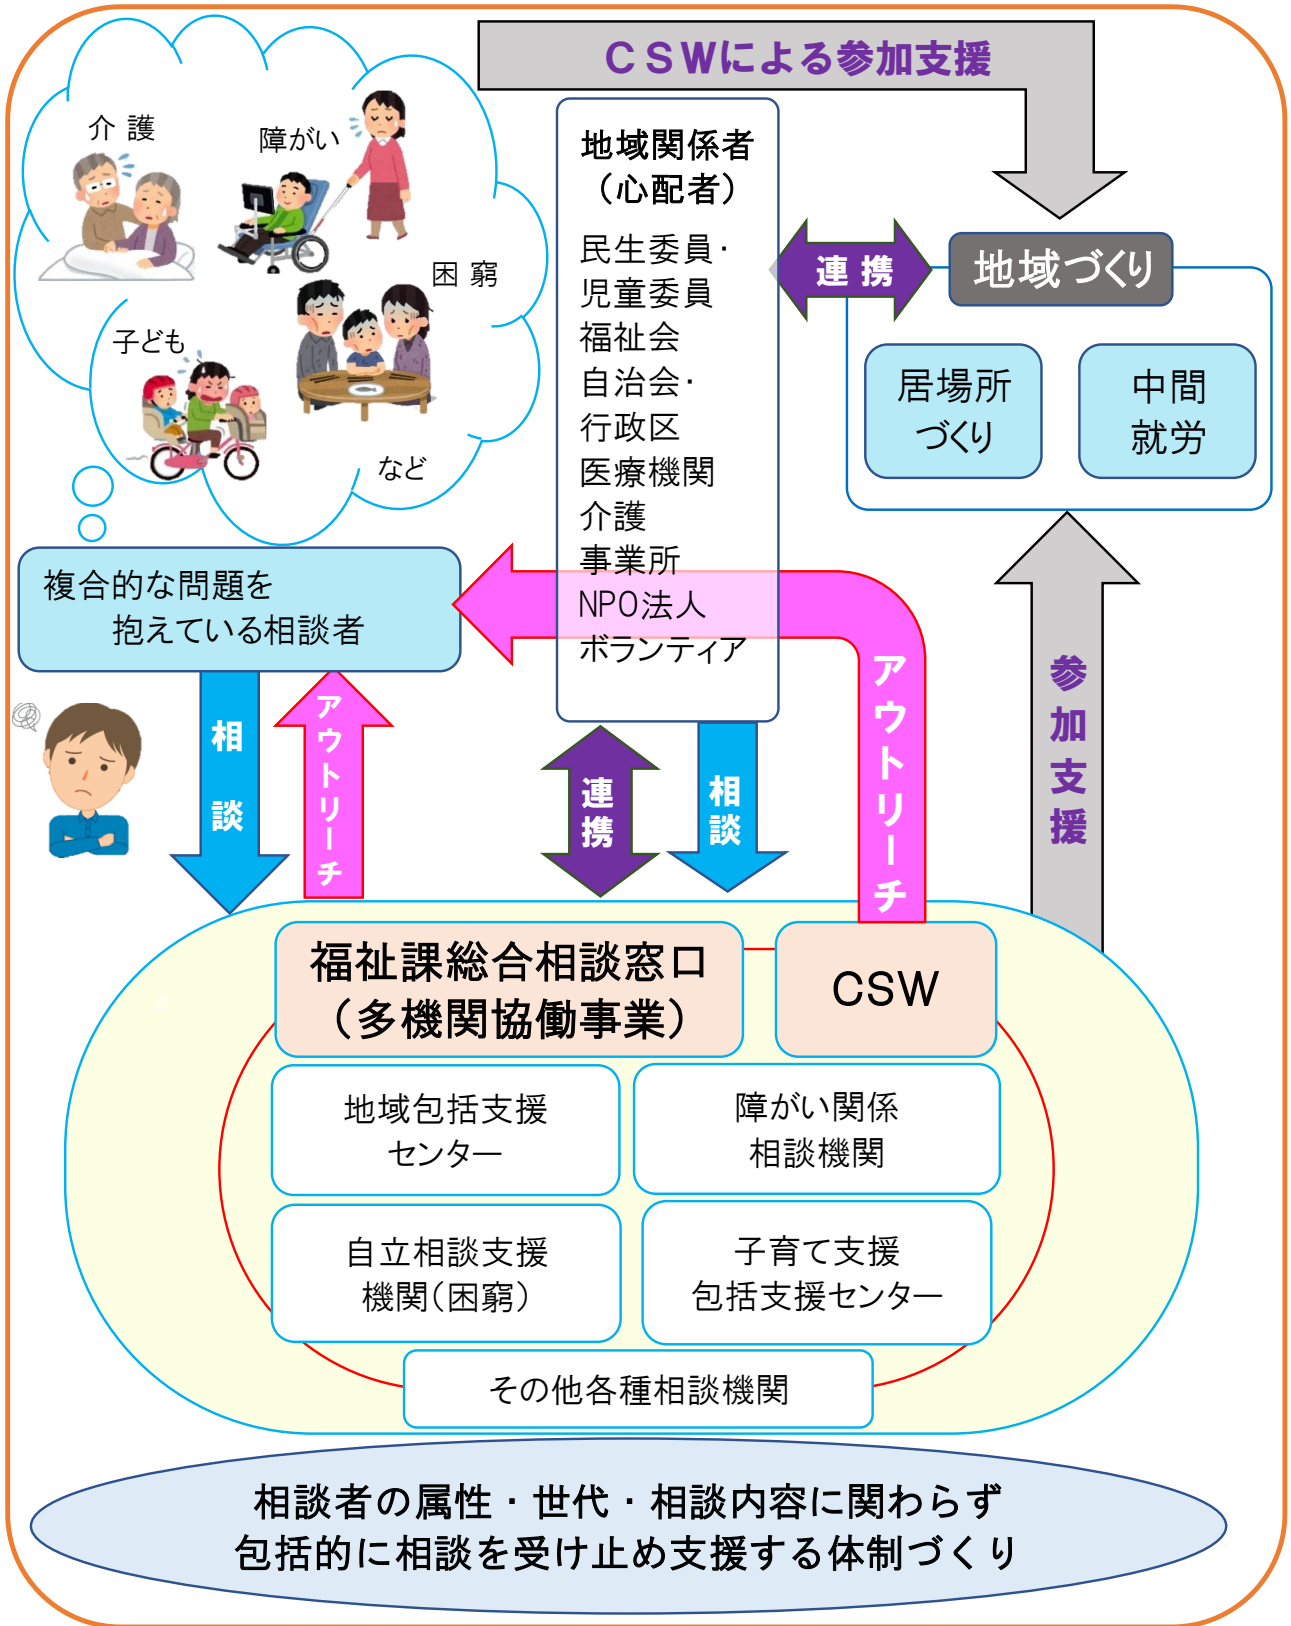 CSWによる参加支援
介 護
障がい
困 窮
子ども
など
地域関係者
（心配者）
民生委員・
児童委員
福祉会
自治会・
行政区
医療機関
介護
事業所
NPO法人
ボランティア
連 携
地域づくり
居場所
づくり
中間
就労
複合的な問題を
抱えている相談者
相談
アウトリーチ
連携
相談
アウトリーチ
参加支援
福祉課総合相談窓口
（多機関協働事業）
CSW
地域包括支援
センター
障がい関係
相談機関
自立相談支援
機関（困窮）
子育て支援
包括支援センター
その他各種相談機関
相談者の属性・世代・相談内容に関わらず
包括的に相談を受け止め支援する体制づくり